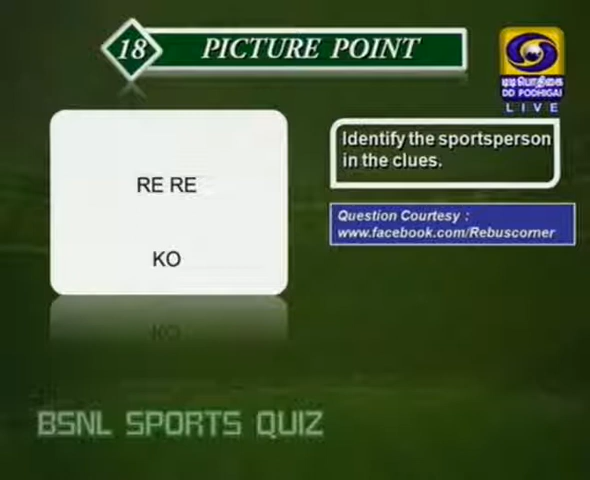 18 PICTURE POINT
டிடி பொதிகை
DD PODHIGAI
LIVE
RE RE
KO
Identify the sportsperson
in the clues.
Question Courtesy :
www.facebook.com/Rebuscorner
KO
BSNL SPORTS QUIZ